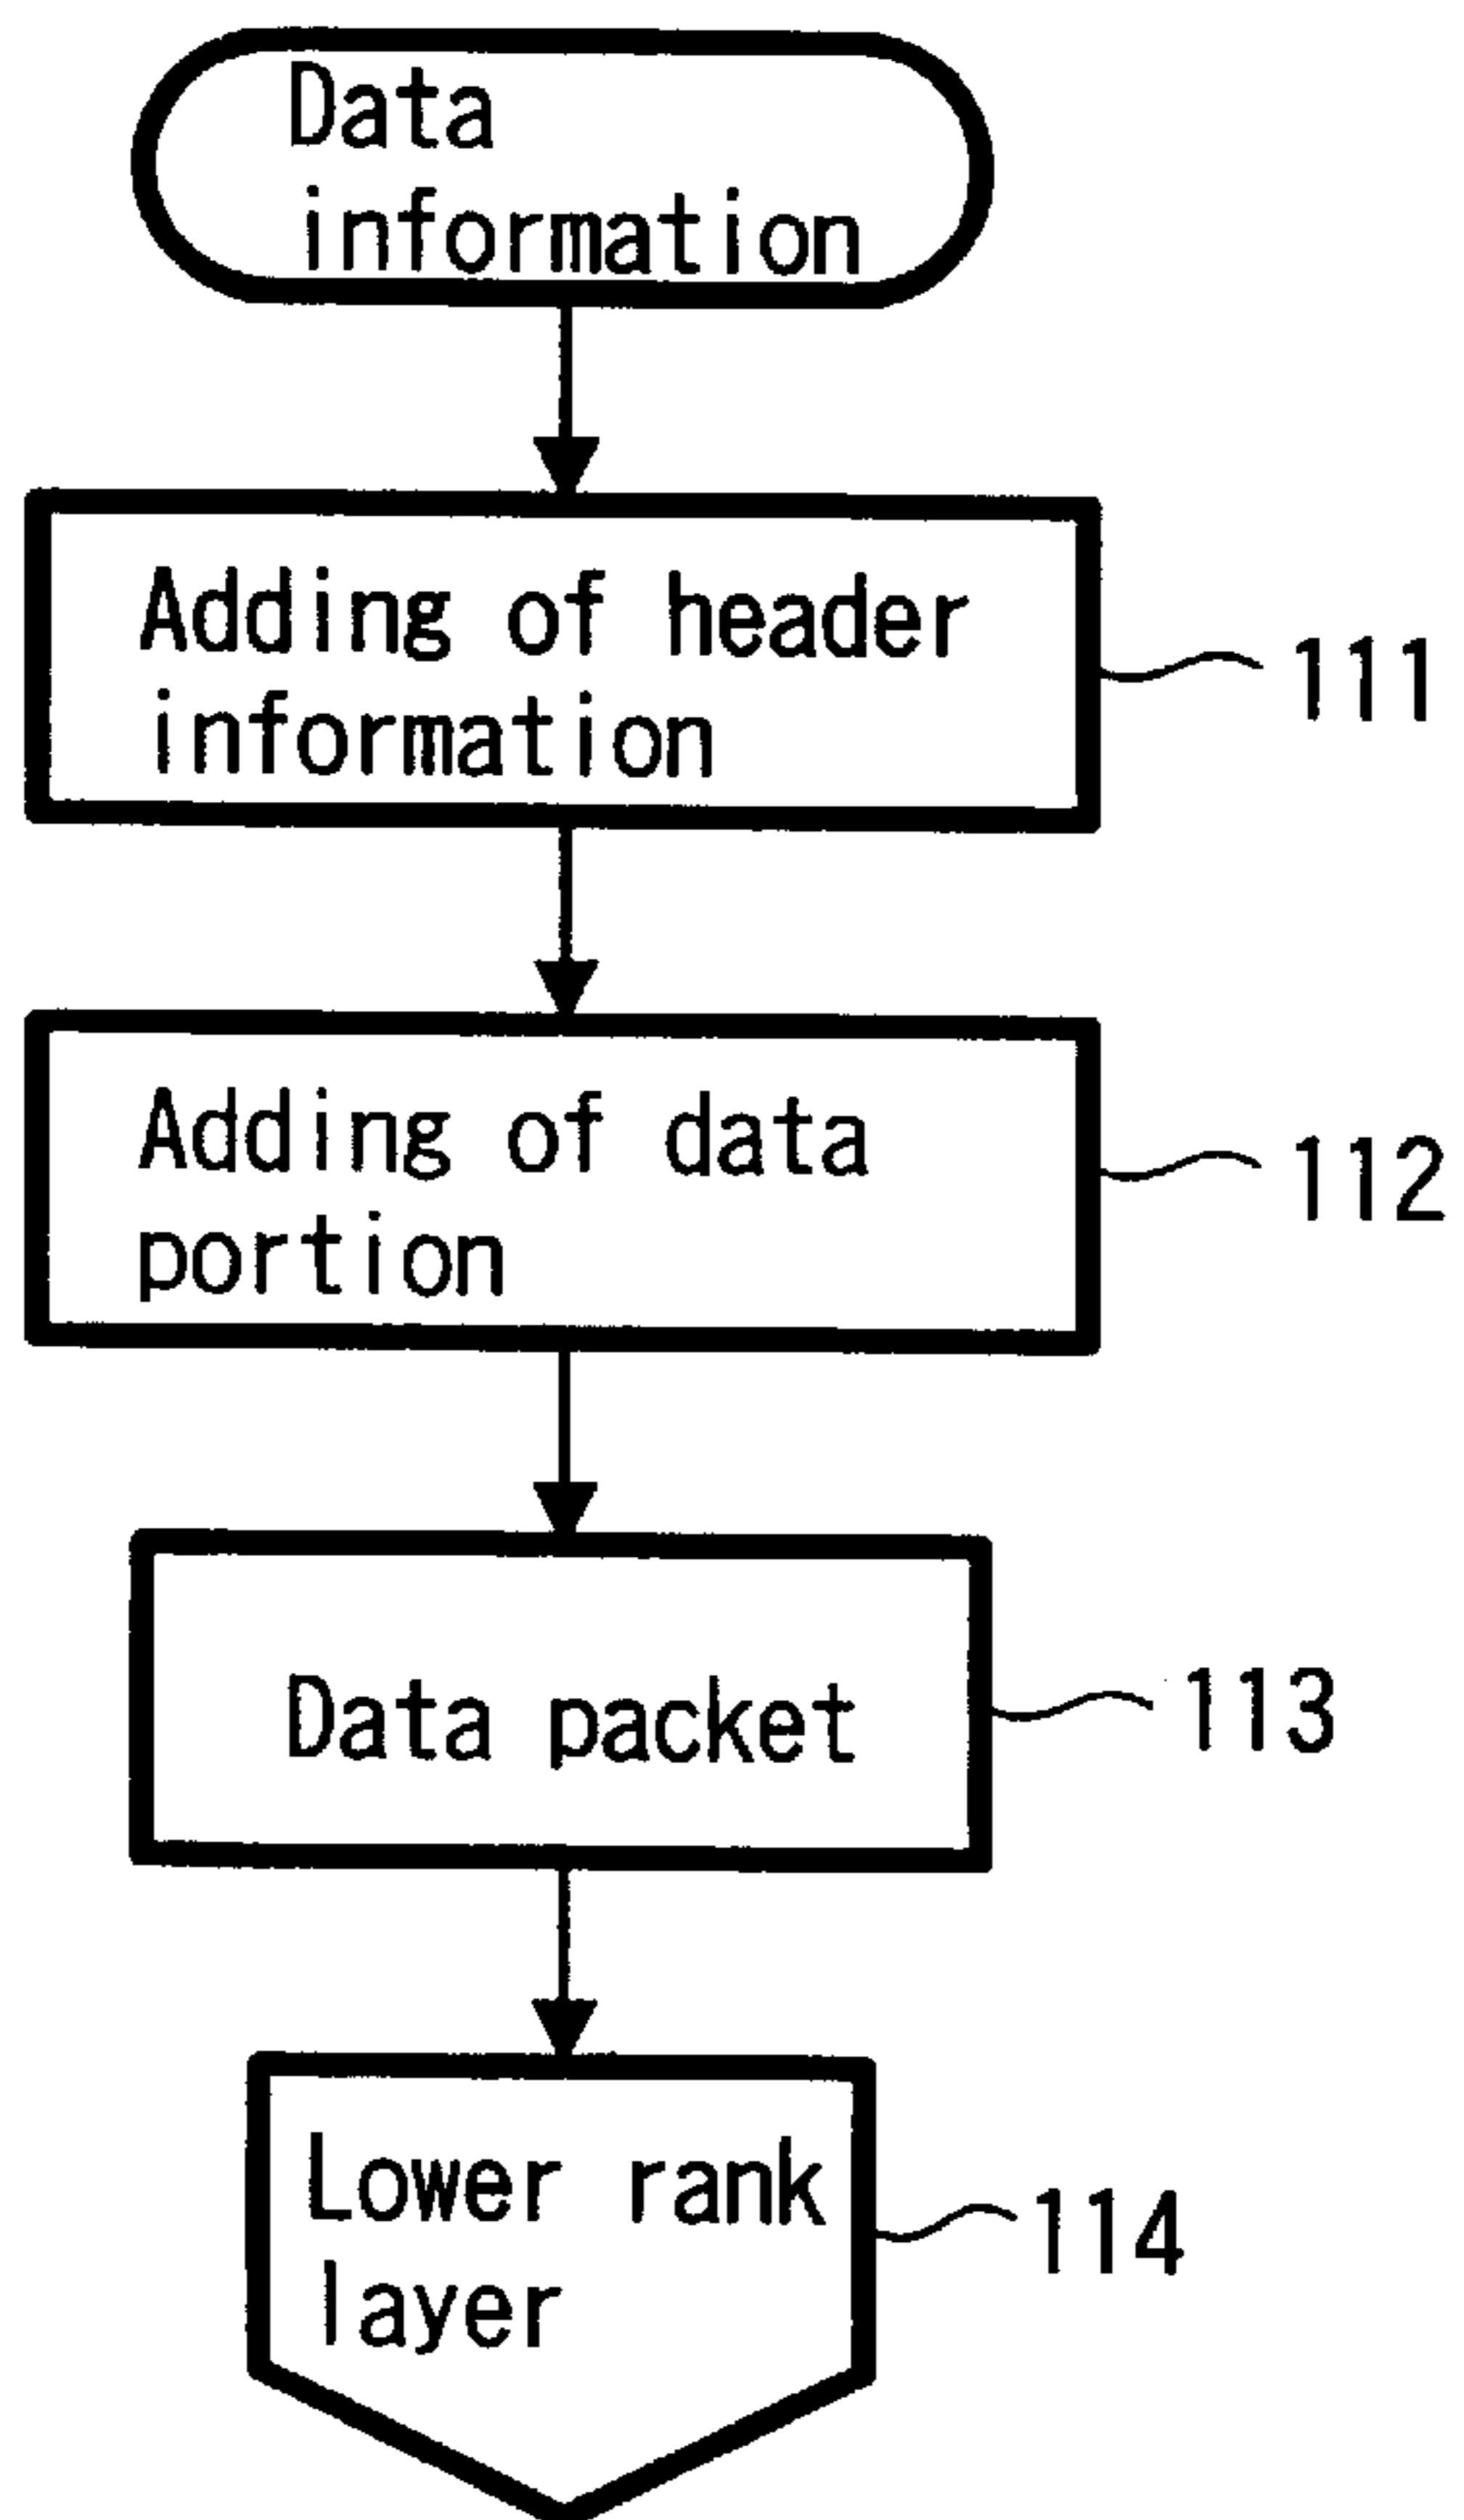 Data
information
Adding of header
information
111
Adding of data
portion
112
Data packet
113
Lower rank
layer
114